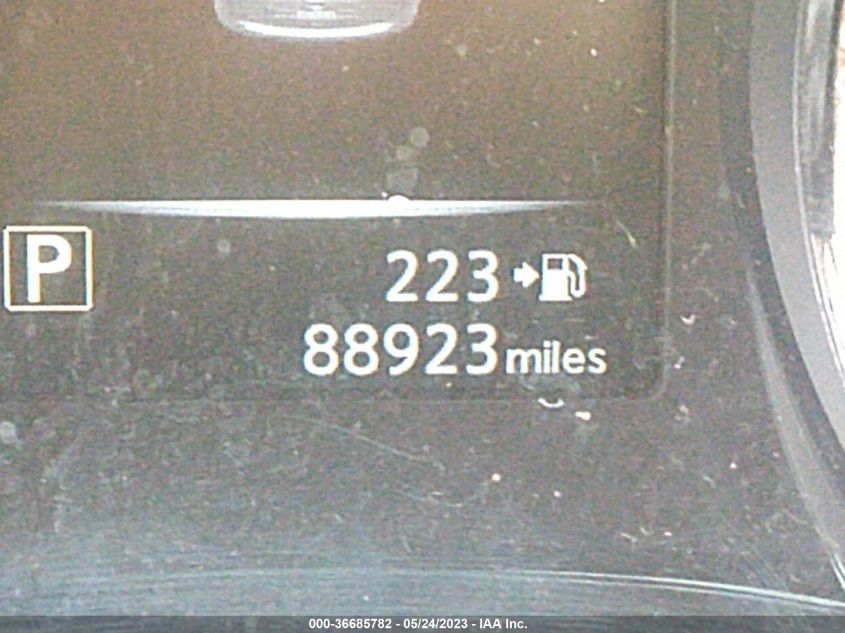 P
223
88923 miles
000-36685782 - 05/24/2023 - IAA Inc.